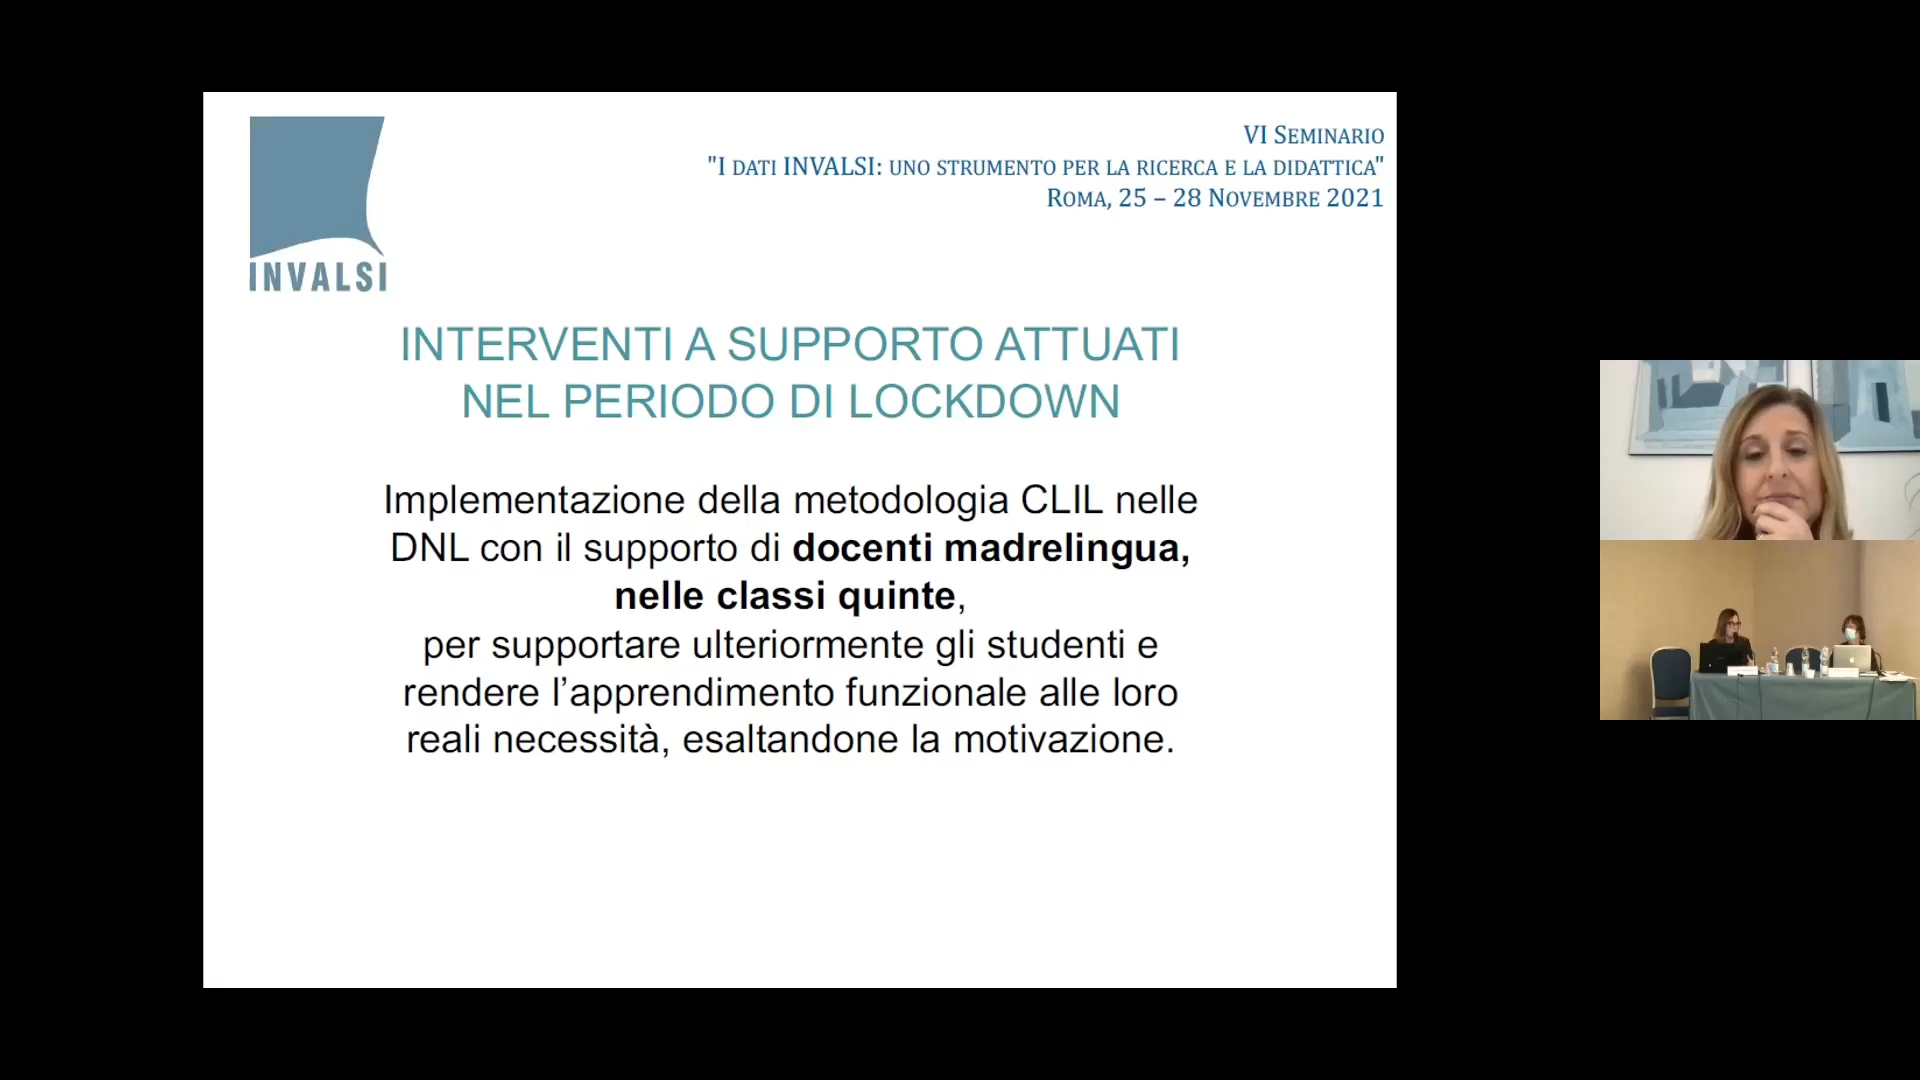 INVALSI
VI Seminario
"I dati INVALSI: uno strumento per la ricerca e la didattica"
Roma, 25 – 28 Novembre 2021
INTERVENTI A SUPPORTO ATTUATI
NEL PERIODO DI LOCKDOWN
Implementazione della metodologia CLIL nelle
DNL con il supporto di docenti madrelingua,
nelle classi quinte,
per supportare ulteriormente gli studenti e
rendere l’apprendimento funzionale alle loro
reali necessità, esaltandone la motivazione.